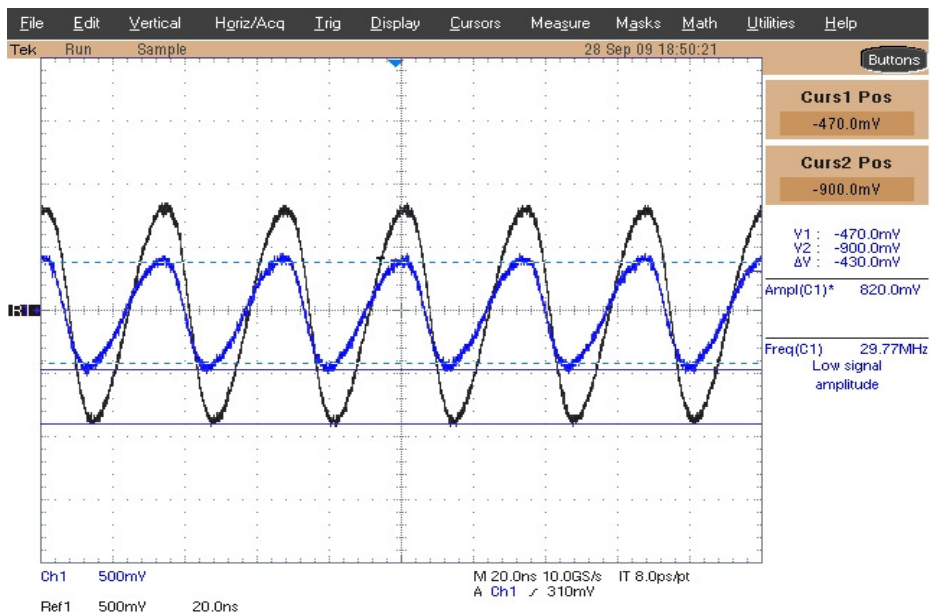 File Edit Vertical Horiz/Acq Trig Display Cursors Measure Masks Math Utilities Help
Tek Run Sample 28 Sep 09 18:50:21
Buttons
Curs1 Pos
-470.0mV
Curs2 Pos
-900.0mV
V1 : -470.0mV
V2 : -900.0mV
ΔV : -430.0mV
Ampl(C1)* 820.0mV
Freq(C1) 29.77MHz
Low signal
amplitude
Ch1 500mV M 20.0ns 10.0GS/s IT 8.0ps/pt
A Ch1 310mV
Ref1 500mV 20.0ns